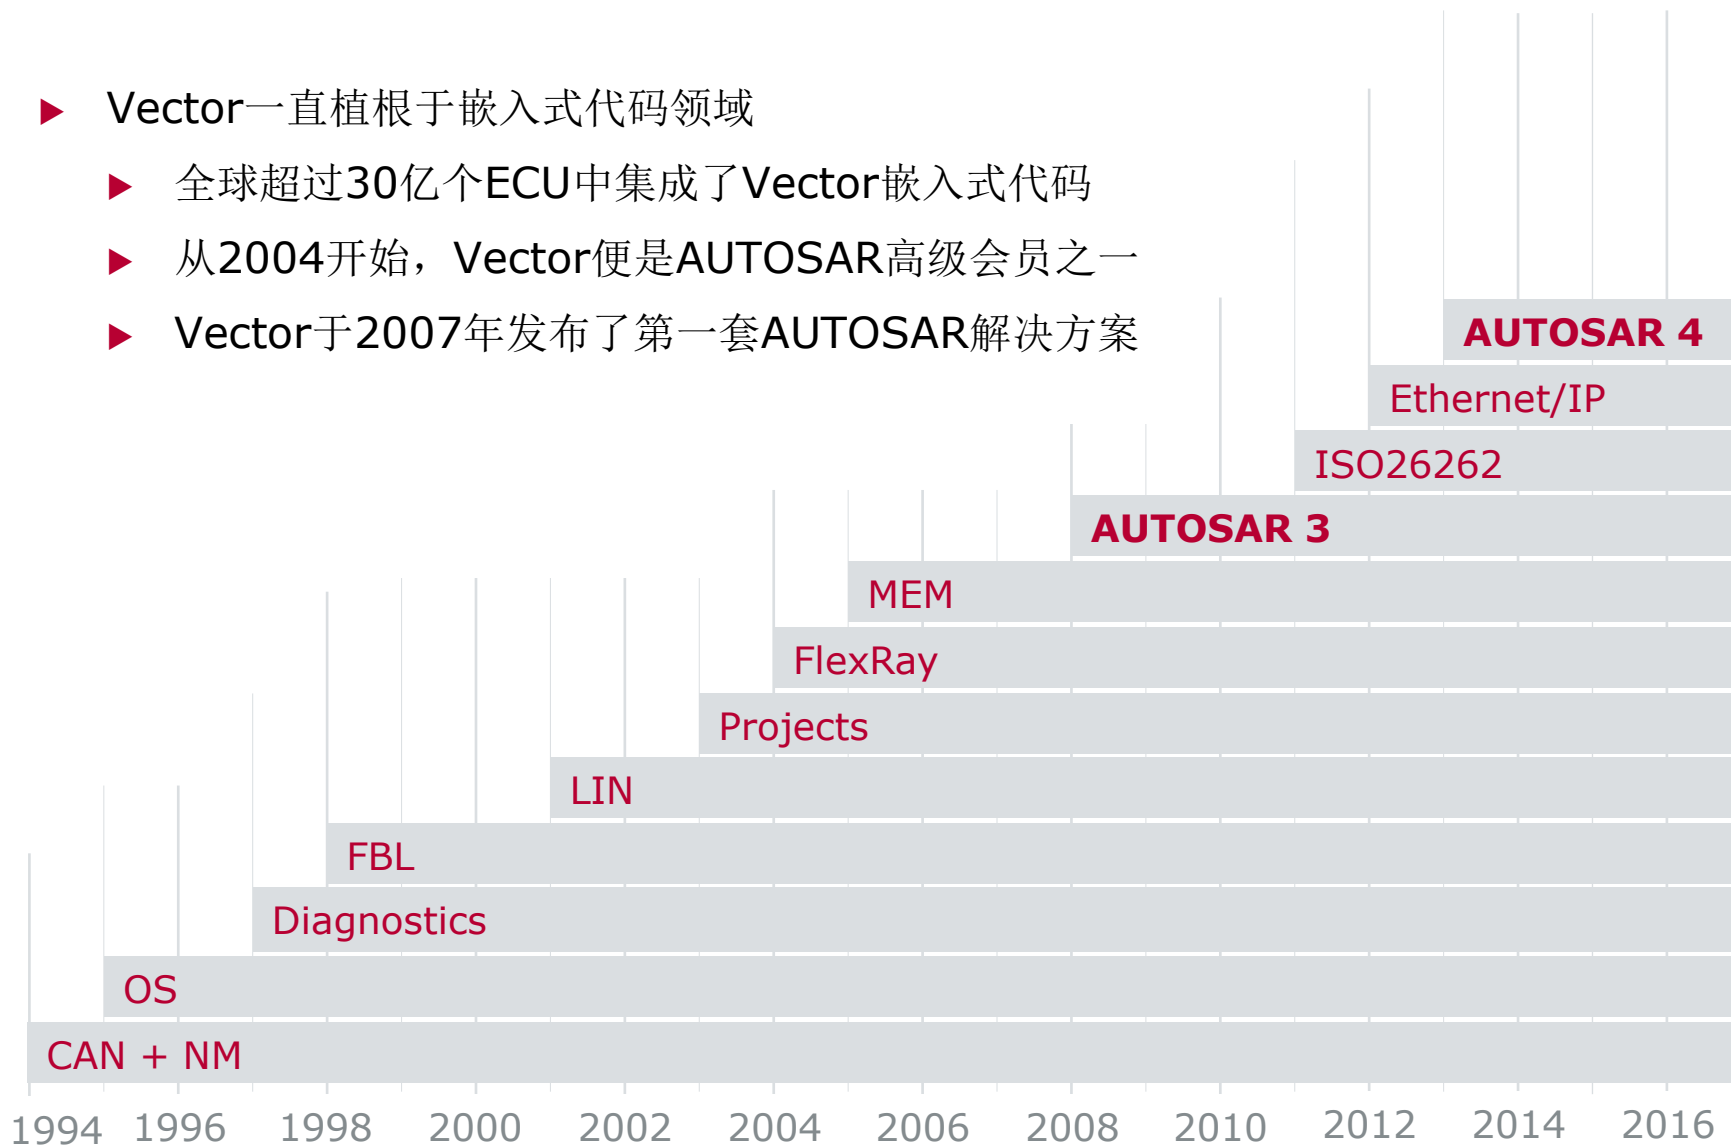 Vector一直植根于嵌入式代码领域
全球超过30亿个ECU中集成了Vector嵌入式代码
从2004开始，Vector便是AUTOSAR高级会员之一
Vector于2007年发布了第一套AUTOSAR解决方案
AUTOSAR 4
Ethernet/IP
ISO26262
AUTOSAR 3
MEM
FlexRay
Projects
LIN
FBL
Diagnostics
OS
CAN + NM
1994 1996 1998 2000 2002 2004 2006 2008 2010 2012 2014 2016